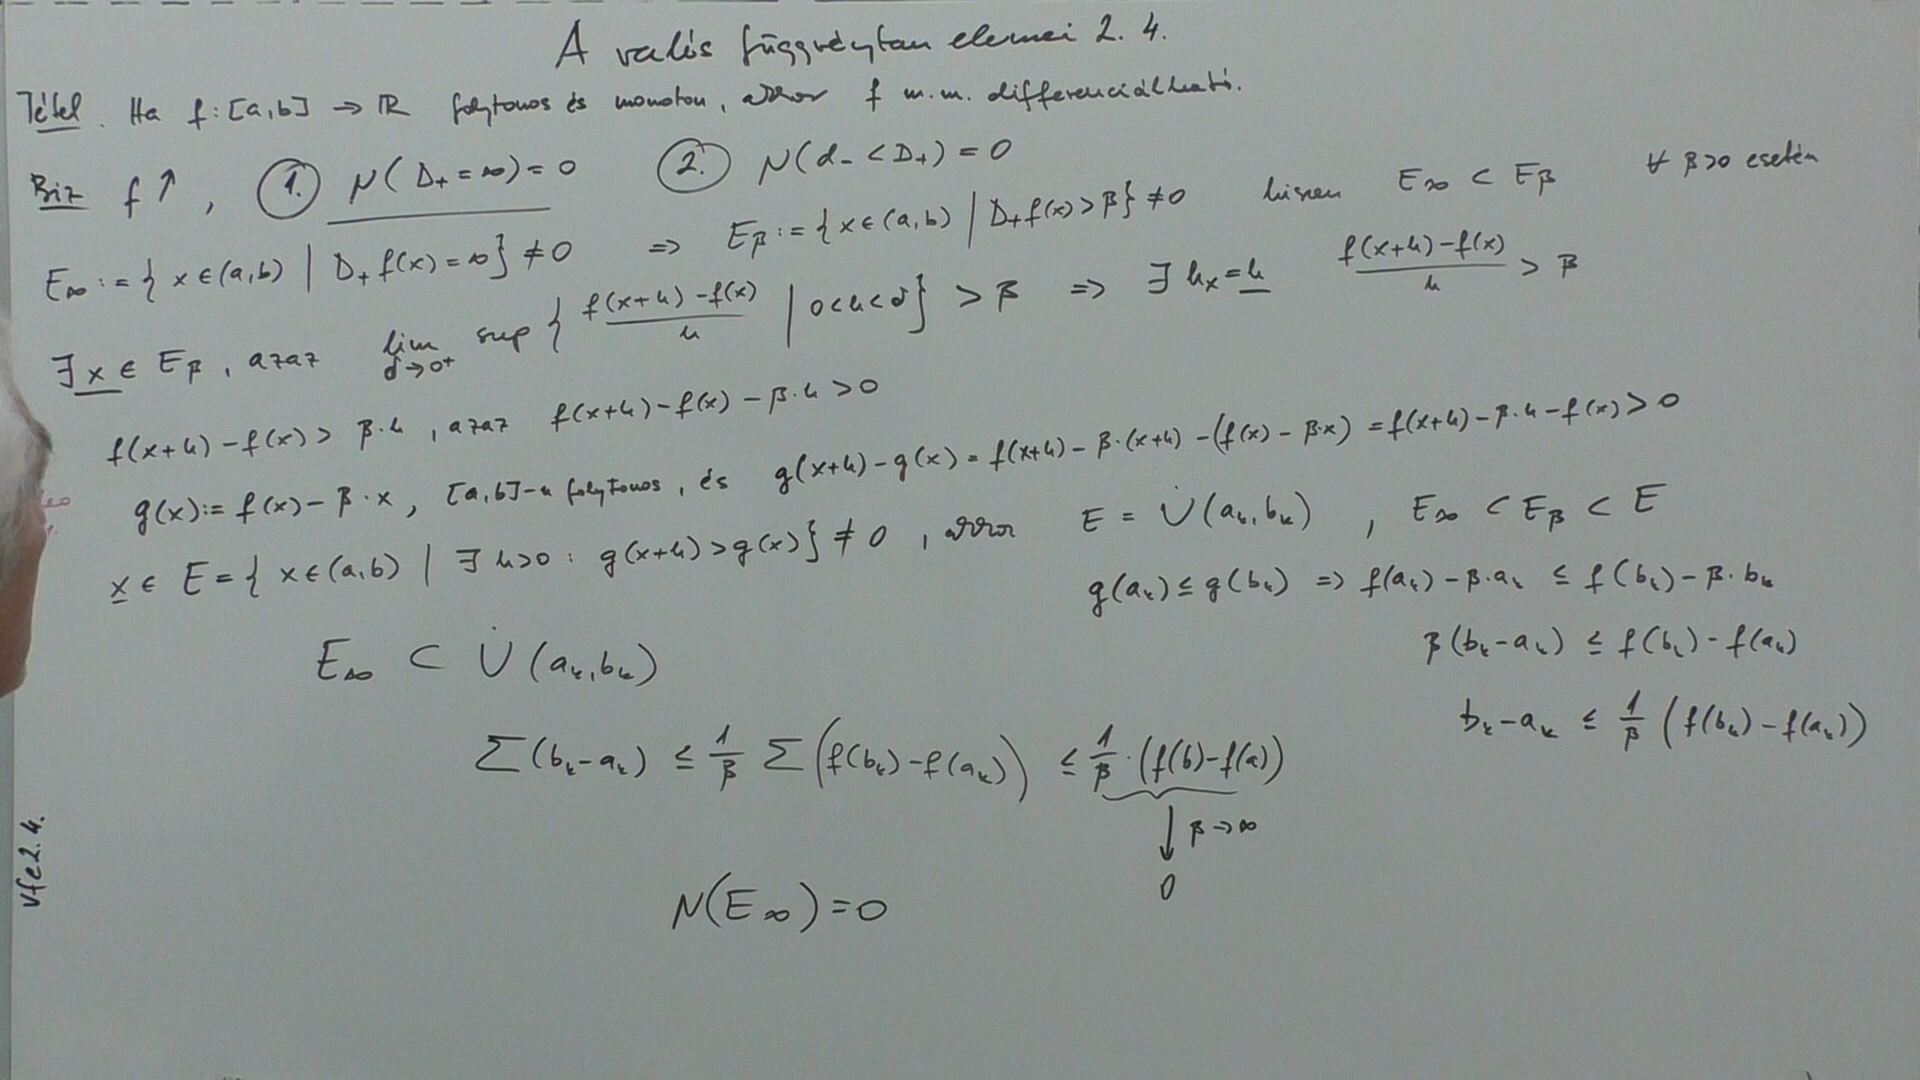 A valós függvénytan elemei 2. 4.
Tétel. Ha f: [a,b] → ℝ folytonos és monoton, akkor f m.m. differenciálható.
Biz f↑, ①. N(D₊=∞)=0 ②. N(d₋<D₊)=0
E∞ := { x∈(a,b) | D₊f(x)=∞} ≠ 0 ⇒ Eβ := {x∈(a,b) | D₊f(x)>β} ≠ 0 hiszen E∞ ⊂ Eβ ∀ β>0 esetén
∃ x ∈ Eβ, azaz lim δ→0⁺ sup { (f(x+h)-f(x))/h | 0<h<δ } > β ⇒ ∃ hₓ=h (f(x+h)-f(x))/h > β
f(x+h)-f(x) > β·h, azaz f(x+h)-f(x)-β·h > 0
g(x) := f(x)-β·x, [a,b]-n folytonos, és g(x+h)-g(x) = f(x+h)-β·(x+h)-(f(x)-β·x) = f(x+h)-β·h-f(x) > 0
x ∈ E = { x∈(a,b) | ∃ h>0 : g(x+h)>g(x)} ≠ 0, akkor E = ∪̇(aₖ,bₖ), E∞ ⊂ Eβ ⊂ E
g(aₖ) ≤ g(bₖ) ⇒ f(aₖ)-β·aₖ ≤ f(bₖ)-β·bₖ
β(bₖ-aₖ) ≤ f(bₖ)-f(aₖ)
bₖ-aₖ ≤ 1/β (f(bₖ)-f(aₖ))
E∞ ⊂ ∪̇(aₖ,bₖ)
∑(bₖ-aₖ) ≤ 1/β ∑(f(bₖ)-f(aₖ)) ≤ 1/β·(f(b)-f(a))
↓ β→∞
0
N(E∞)=0
Vfe2.4.